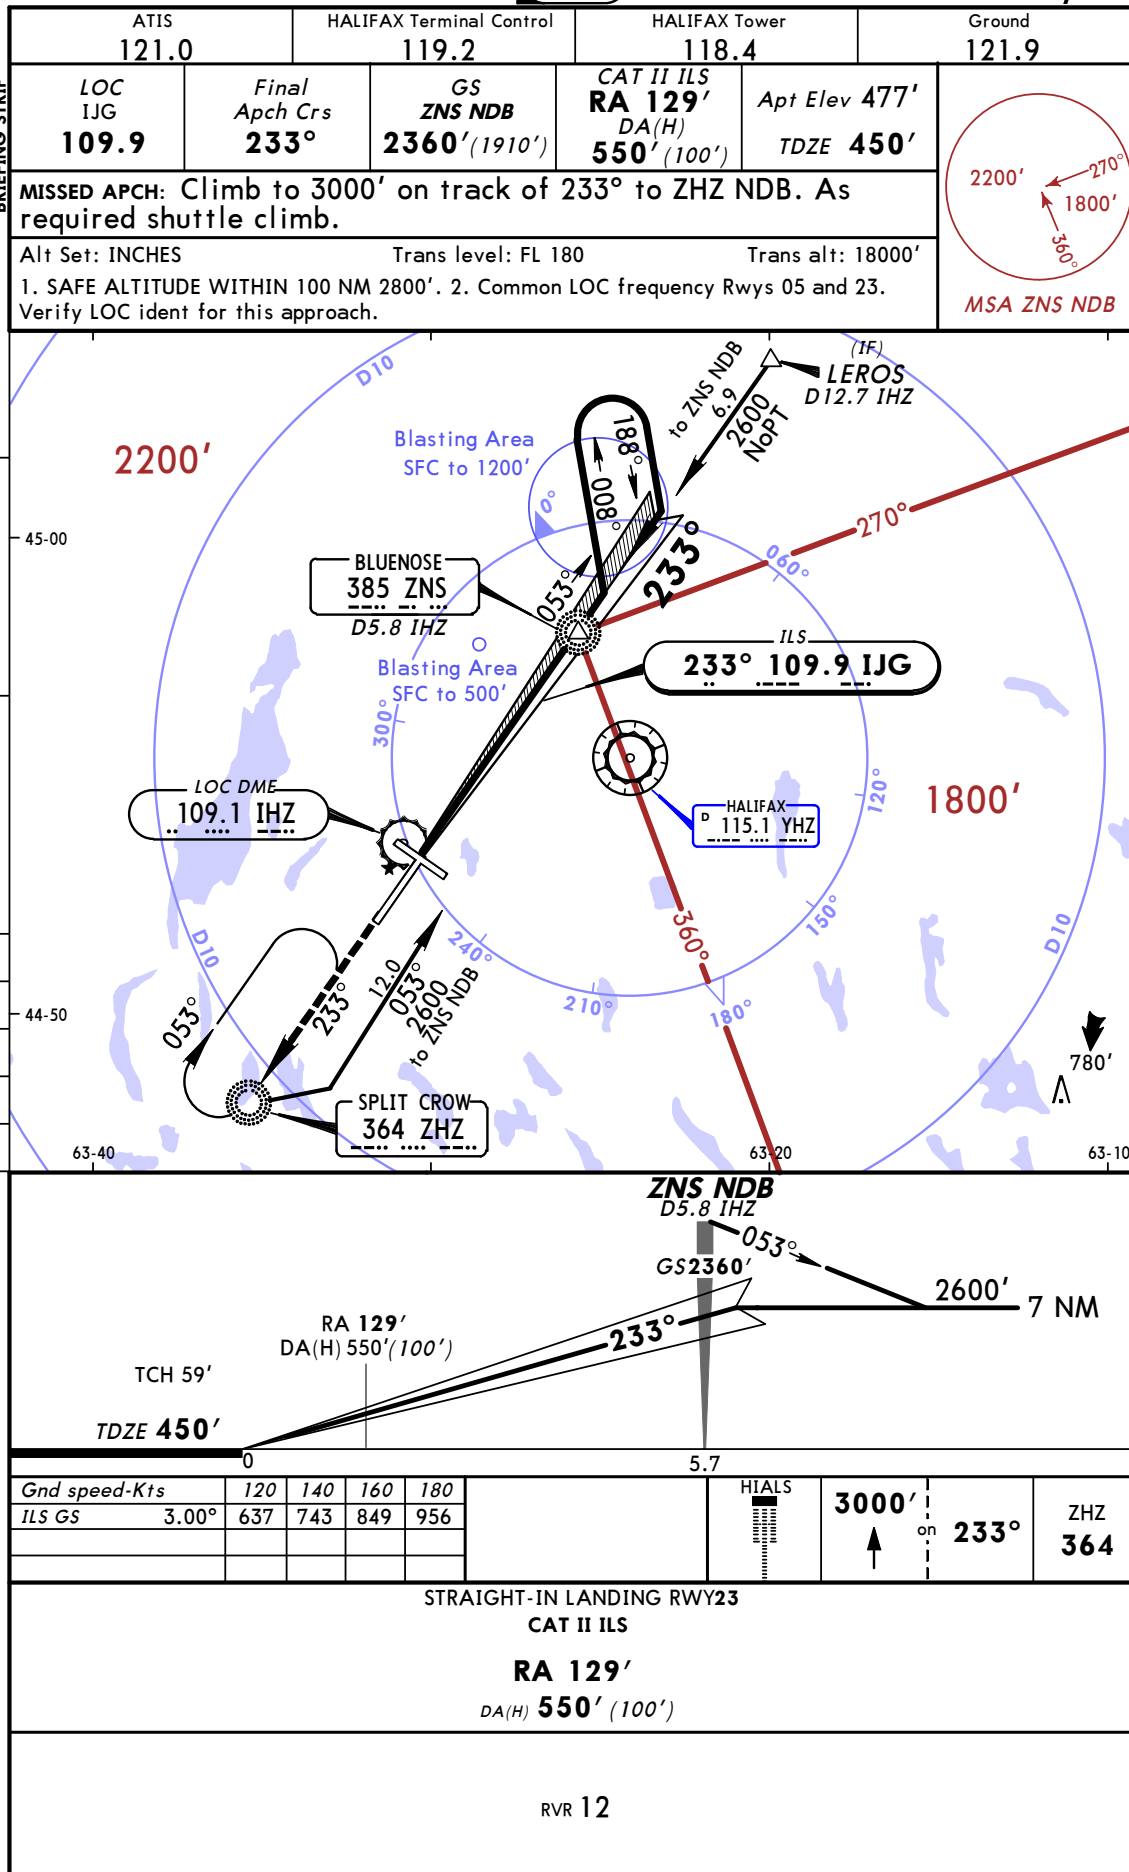 ATIS
121.0
HALIFAX Terminal Control
119.2
HALIFAX Tower
118.4
Ground
121.9
BRIEFING STRIP
LOC
IJG
109.9
Final
Apch Crs
233°
GS
ZNS NDB
2360' (1910')
CAT II ILS
RA 129'
DA(H)
550' (100')
Apt Elev 477'
TDZE 450'
MISSED APCH: Climb to 3000' on track of 233° to ZHZ NDB. As
required shuttle climb.
Alt Set: INCHES Trans level: FL 180 Trans alt: 18000'
1. SAFE ALTITUDE WITHIN 100 NM 2800'. 2. Common LOC frequency Rwys 05 and 23.
Verify LOC ident for this approach.
2200'
270°
1800'
360°
MSA ZNS NDB
D10
to ZNS NDB
6.9
2600
NoPT
(IF)
LEROS
D12.7 IHZ
2200'
Blasting Area
SFC to 1200'
188°
008°
0°
270°
45-00
BLUENOSE
385 ZNS
D5.8 IHZ
053°
233°
060°
Blasting Area
SFC to 500'
ILS
233° 109.9 IJG
300°
LOC DME
109.1 IHZ
D HALIFAX
115.1 YHZ
120°
1800'
150°
360°
D10
D10
240°
210°
180°
053°
233°
12.0
053°
2600
to ZNS NDB
44-50
780'
SPLIT CROW
364 ZHZ
63-40
63-20
63-10
ZNS NDB
D5.8 IHZ
053°
GS2360'
2600'
7 NM
233°
RA 129'
DA(H) 550'(100')
TCH 59'
TDZE 450'
0
5.7
Gnd speed-Kts 120 140 160 180
ILS GS 3.00° 637 743 849 956
HIALS
3000'
on
233°
ZHZ
364
STRAIGHT-IN LANDING RWY23
CAT II ILS
RA 129'
DA(H) 550' (100')
RVR 12